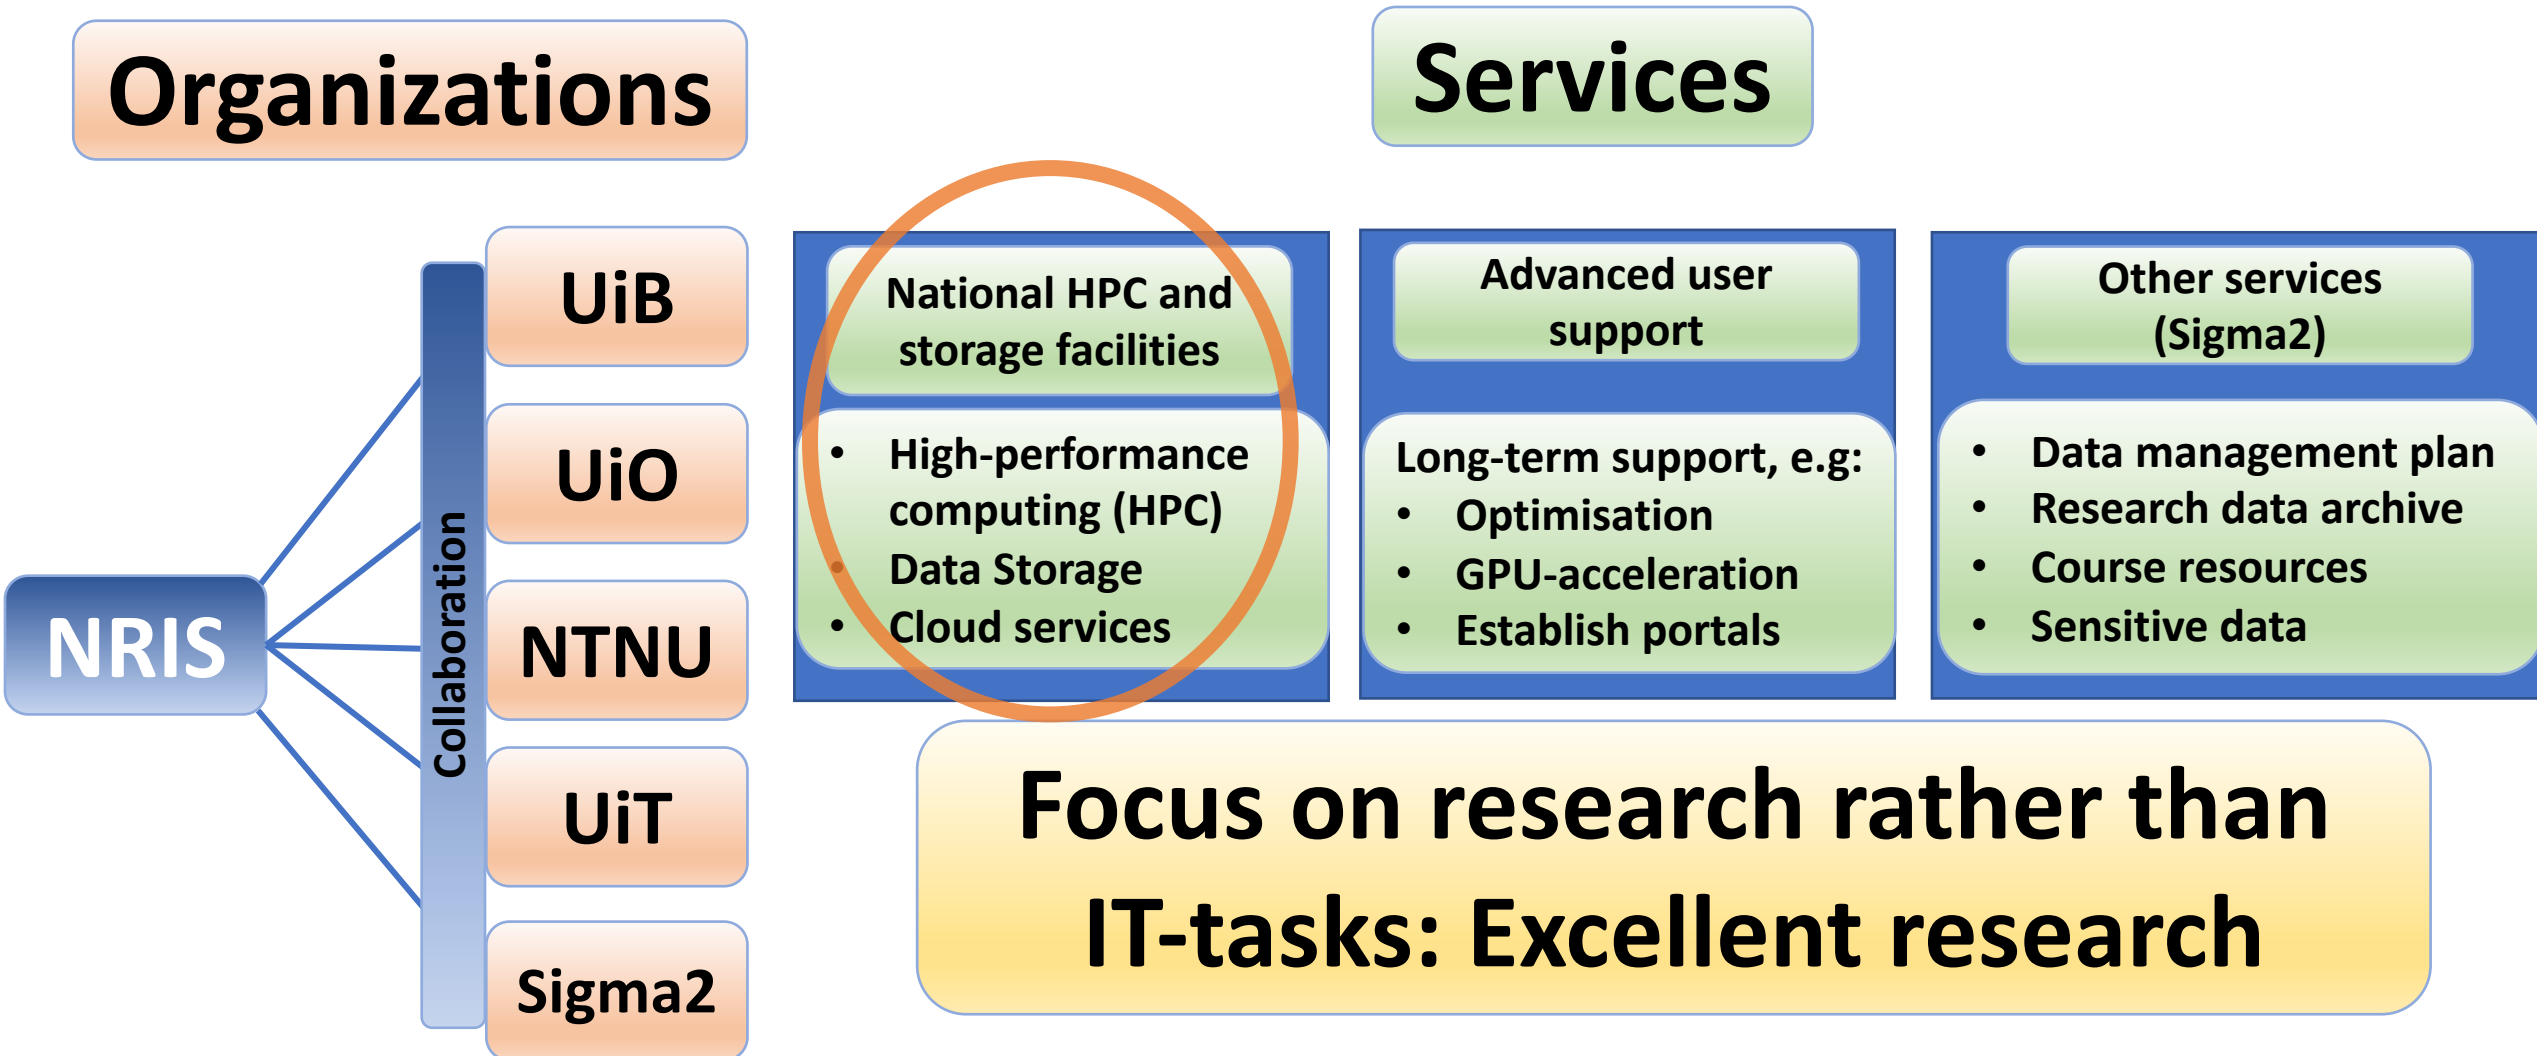 Organizations
Services
NRIS
Collaboration
UiB
UiO
NTNU
UiT
Sigma2
National HPC and
storage facilities
• High-performance
computing (HPC)
• Data Storage
• Cloud services
Advanced user
support
Long-term support, e.g:
• Optimisation
• GPU-acceleration
• Establish portals
Other services
(Sigma2)
• Data management plan
• Research data archive
• Course resources
• Sensitive data
Focus on research rather than
IT-tasks: Excellent research